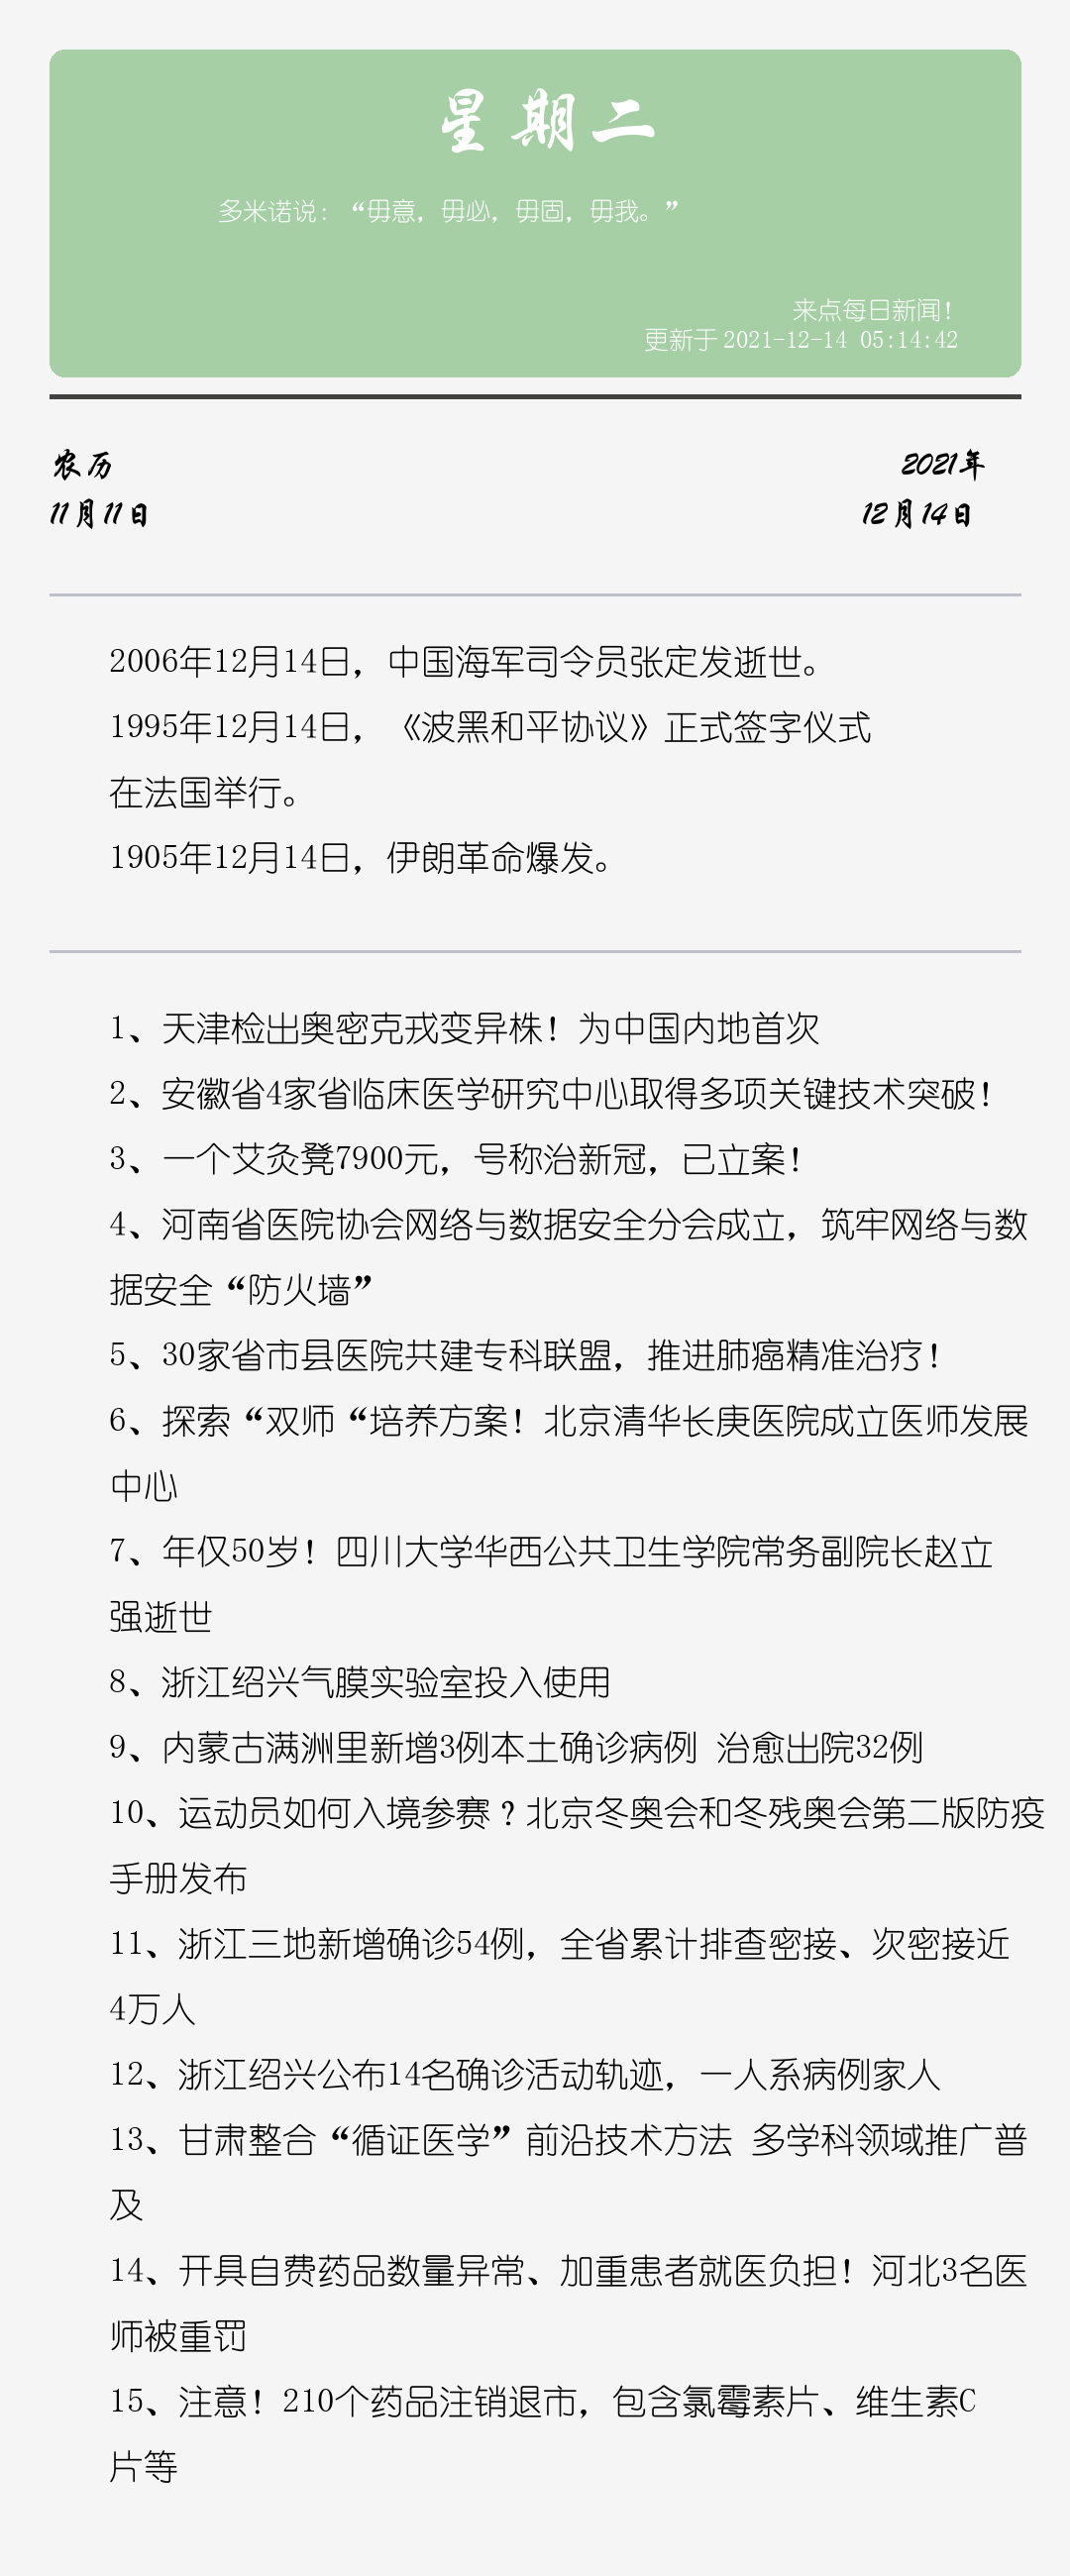 星期二
多米诺说：“毋意，毋必，毋固，毋我。”
来点每日新闻！
更新于 2021-12-14 05:14:42
农历
2021年
11月11日
12月14日
2006年12月14日，中国海军司令员张定发逝世。
1995年12月14日，《波黑和平协议》正式签字仪式
在法国举行。
1905年12月14日，伊朗革命爆发。
1、天津检出奥密克戎变异株！为中国内地首次
2、安徽省4家省临床医学研究中心取得多项关键技术突破！
3、一个艾灸凳7900元，号称治新冠，已立案！
4、河南省医院协会网络与数据安全分会成立，筑牢网络与数
据安全“防火墙”
5、30家省市县医院共建专科联盟，推进肺癌精准治疗！
6、探索“双师“培养方案！北京清华长庚医院成立医师发展
中心
7、年仅50岁！四川大学华西公共卫生学院常务副院长赵立
强逝世
8、浙江绍兴气膜实验室投入使用
9、内蒙古满洲里新增3例本土确诊病例 治愈出院32例
10、运动员如何入境参赛？北京冬奥会和冬残奥会第二版防疫
手册发布
11、浙江三地新增确诊54例，全省累计排查密接、次密接近
4万人
12、浙江绍兴公布14名确诊活动轨迹，一人系病例家人
13、甘肃整合“循证医学”前沿技术方法 多学科领域推广普
及
14、开具自费药品数量异常、加重患者就医负担！河北3名医
师被重罚
15、注意！210个药品注销退市，包含氯霉素片、维生素C
片等